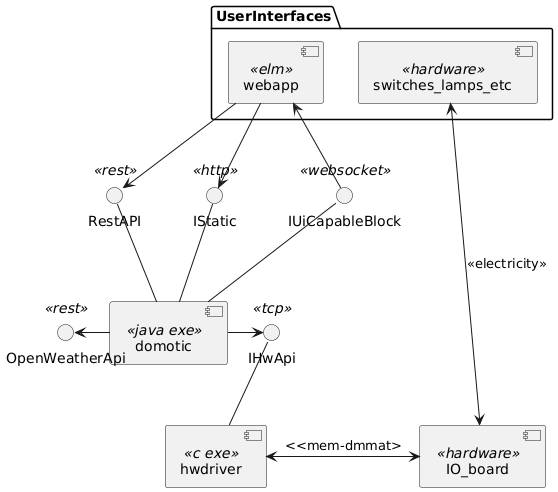 UserInterfaces
«elm»
webapp
«hardware»
switches_lamps_etc
«rest»
RestAPI
«http»
IStatic
«websocket»
IUiCapableBlock
«electricity»
«rest»
OpenWeatherApi
«java exe»
domotic
«tcp»
IHwApi
«c exe»
hwdriver
<<mem-dmmat>
«hardware»
IO_board